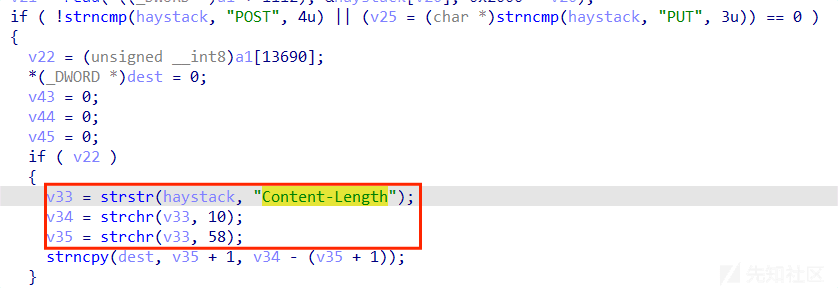 if ( !strncmp(haystack, "POST", 4u) || (v25 = (char *)strncmp(haystack, "PUT", 3u)) == 0 )
{
v22 = (unsigned __int8)a1[13690];
*(_DWORD *)dest = 0;
v43 = 0;
v44 = 0;
v45 = 0;
if ( v22 )
{
v33 = strstr(haystack, "Content-Length");
v34 = strchr(v33, 10);
v35 = strchr(v33, 58);
strncpy(dest, v35 + 1, v34 - (v35 + 1));
}
先知社区